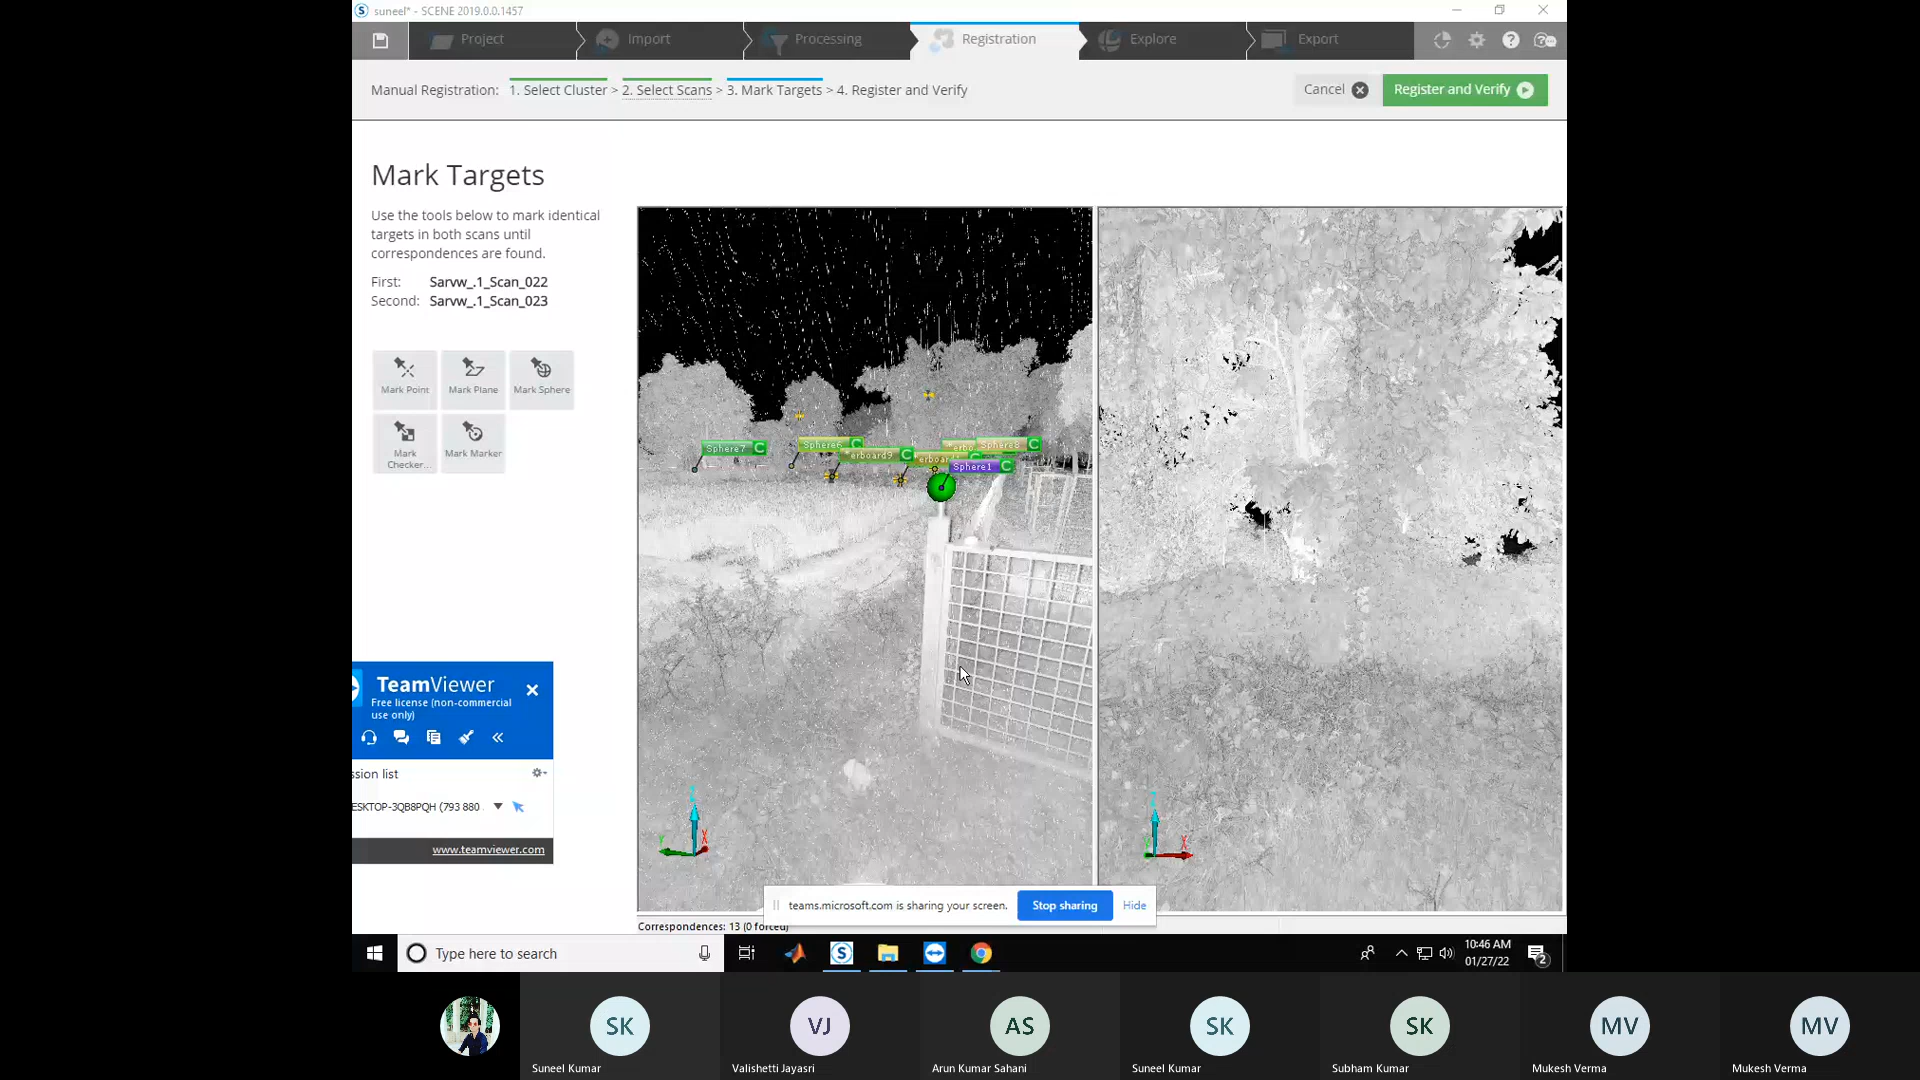 suneel* - SCENE 2019.0.0.1457
Project
Import
Processing
Registration
Explore
Export
Manual Registration: 1. Select Cluster > 2. Select Scans > 3. Mark Targets > 4. Register and Verify
Cancel
Register and Verify
Mark Targets
Use the tools below to mark identical
targets in both scans until
correspondences are found.
First: Sarvw_.1_Scan_022
Second: Sarvw_.1_Scan_023
Mark Point
Mark Plane
Mark Sphere
Mark
Checker...
Mark Marker
Sphere7 C
Sphere6 C
erboard9 C
Sphere8 C
Sphere1 C
TeamViewer
Free license (non-commercial
use only)
ssion list
ESKTOP-3QB8PQH (793 880
www.teamviewer.com
Z
Y
X
Z
Y
X
teams.microsoft.com is sharing your screen.
Stop sharing
Hide
Correspondences: 13 (0 forced)
Type here to search
10:46 AM
01/27/22
2
SK
VJ
AS
SK
SK
MV
MV
Suneel Kumar
Valishetti Jayasri
Arun Kumar Sahani
Suneel Kumar
Subham Kumar
Mukesh Verma
Mukesh Verma